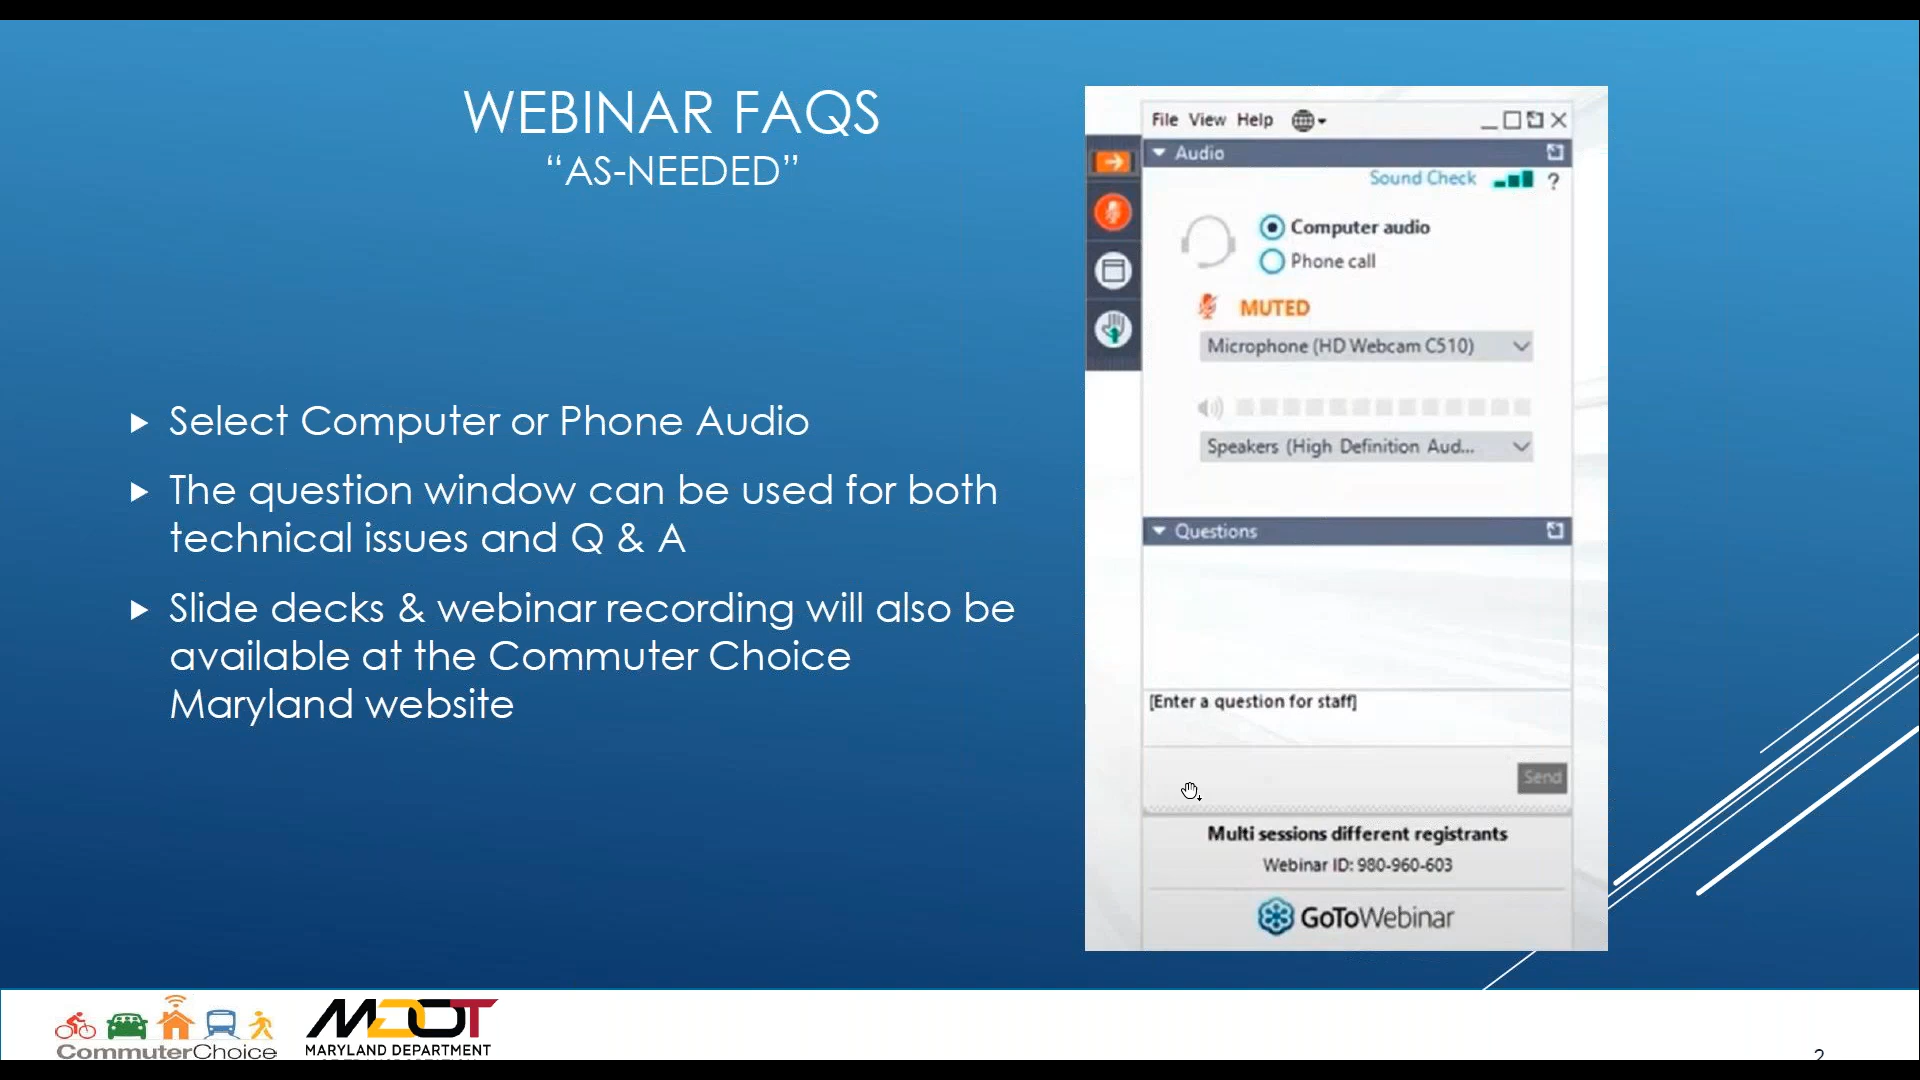 WEBINAR FAQS
“AS-NEEDED”
Select Computer or Phone Audio
The question window can be used for both
technical issues and Q & A
Slide decks & webinar recording will also be
available at the Commuter Choice
Maryland website
File View Help
Audio
Sound Check ?
Computer audio
Phone call
MUTED
Microphone (HD Webcam C510)
Speakers (High Definition Aud...
Questions
[Enter a question for staff]
Send
Multi sessions different registrants
Webinar ID: 980-960-603
GoToWebinar
CommuterChoice
MDOT
MARYLAND DEPARTMENT
2